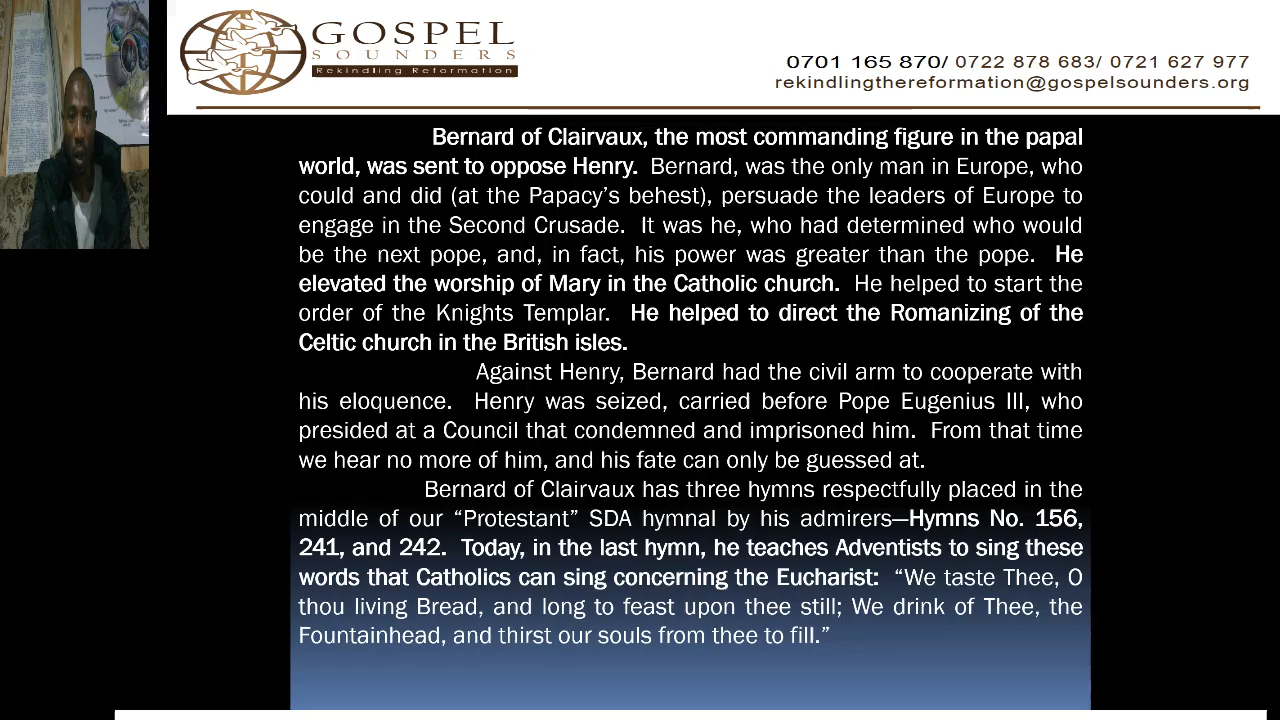 GOSPEL
SOUNDERS
Rekindling Reformation
0701 165 870/ 0722 878 683/ 0721 627 977
rekindlingthereformation@gospelsounders.org
Bernard of Clairvaux, the most commanding figure in the papal
world, was sent to oppose Henry. Bernard, was the only man in Europe, who
could and did (at the Papacy’s behest), persuade the leaders of Europe to
engage in the Second Crusade. It was he, who had determined who would
be the next pope, and, in fact, his power was greater than the pope. He
elevated the worship of Mary in the Catholic church. He helped to start the
order of the Knights Templar. He helped to direct the Romanizing of the
Celtic church in the British isles.
Against Henry, Bernard had the civil arm to cooperate with
his eloquence. Henry was seized, carried before Pope Eugenius III, who
presided at a Council that condemned and imprisoned him. From that time
we hear no more of him, and his fate can only be guessed at.
Bernard of Clairvaux has three hymns respectfully placed in the
middle of our “Protestant” SDA hymnal by his admirers—Hymns No. 156,
241, and 242. Today, in the last hymn, he teaches Adventists to sing these
words that Catholics can sing concerning the Eucharist: “We taste Thee, O
thou living Bread, and long to feast upon thee still; We drink of Thee, the
Fountainhead, and thirst our souls from thee to fill.”